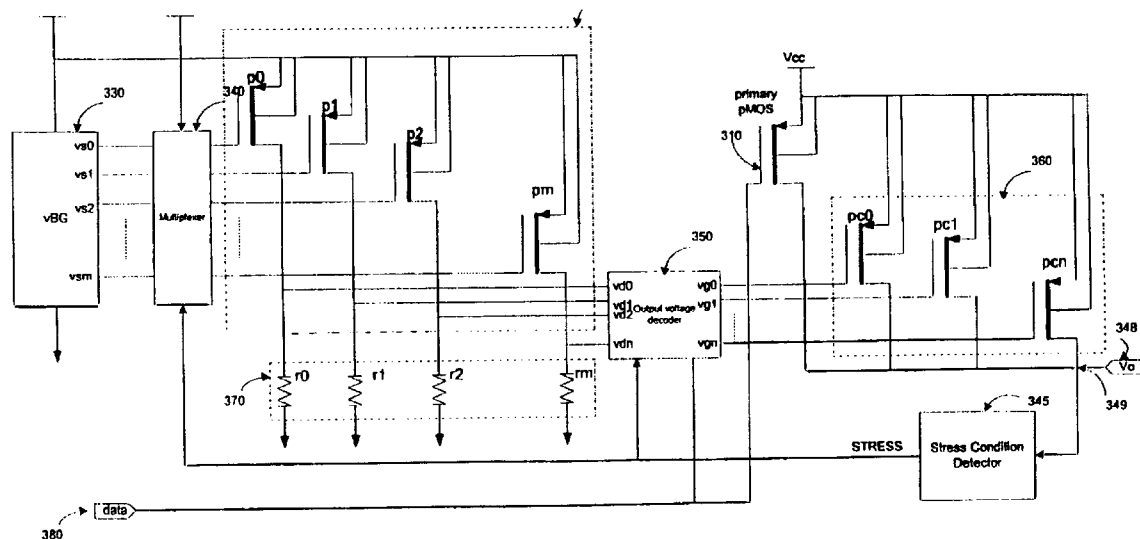 Vcc
primary
pMOS
310
330
340
p0
p1
p2
pm
vs0
vs1
vs2
vsm
vBG
Multiplexer
350
vd0
vd1
vd2
vdn
vg0
vg1
vgn
Output voltage
decoder
360
pc0
pc1
pcn
348
Vo
349
370
r0
r1
r2
rm
345
STRESS
Stress Condition
Detector
380
data